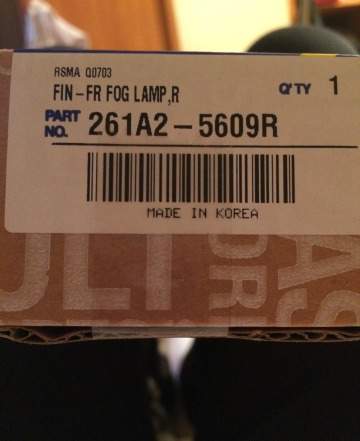 RSMA Q0703
FIN-FR FOG LAMP,R Q'TY 1
PART NO. 261A2-5609R
MADE IN KOREA